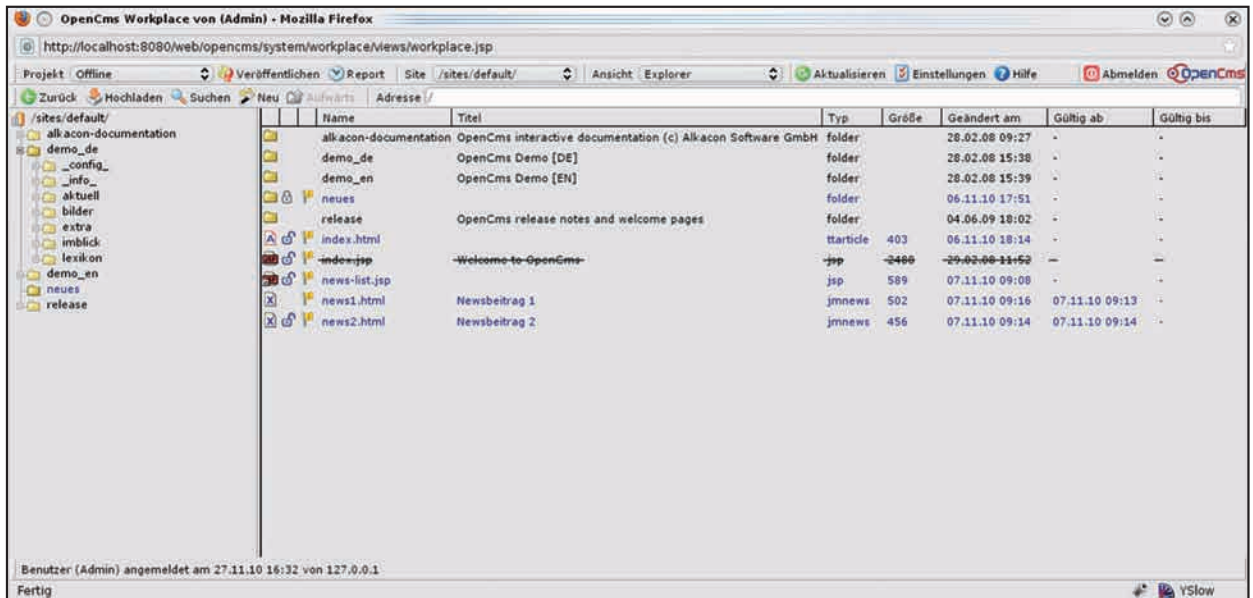 OpenCms Workplace von (Admin) - Mozilla Firefox
http://localhost:8080/web/opencms/system/workplace/views/workplace.jsp
Projekt Offline Veröffentlichen Report Site /sites/default/ Ansicht Explorer Aktualisieren Einstellungen Hilfe Abmelden OpenCms
Zurück Hochladen Suchen Neu Aufwärts Adresse /
/sites/default/
alkacon-documentation
demo_de
_config_
_info_
aktuell
bilder
extra
imblick
lexikon
demo_en
neues
release
Name Titel Typ Größe Geändert am Gültig ab Gültig bis
alkacon-documentation OpenCms interactive documentation (c) Alkacon Software GmbH folder 28.02.08 09:27 - -
demo_de OpenCms Demo [DE] folder 28.02.08 15:38 - -
demo_en OpenCms Demo [EN] folder 28.02.08 15:39 - -
neues folder 06.11.10 17:51 - -
release OpenCms release notes and welcome pages folder 04.06.09 18:02 - -
index.html ttarticle 403 06.11.10 18:14 - -
index.jsp Welcome to OpenCms jsp 2480 29.02.08 11:52 - -
news-list.jsp jsp 589 07.11.10 09:08 - -
news1.html Newsbeitrag 1 jmnews 502 07.11.10 09:16 07.11.10 09:13 -
news2.html Newsbeitrag 2 jmnews 456 07.11.10 09:14 07.11.10 09:14 -
Benutzer (Admin) angemeldet am 27.11.10 16:32 von 127.0.0.1
Fertig YSlow